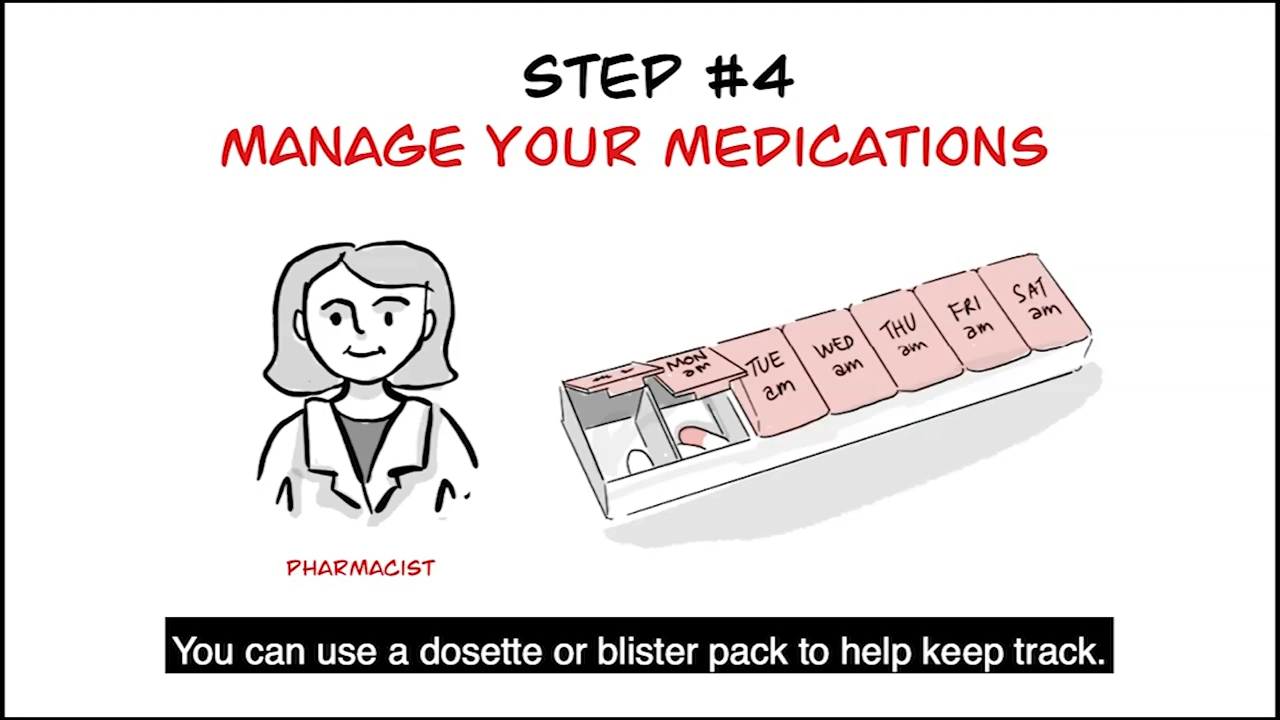 STEP #4
MANAGE YOUR MEDICATIONS
MON
am
TUE
am
WED
am
THU
am
FRI
am
SAT
am
PHARMACIST
You can use a dosette or blister pack to help keep track.